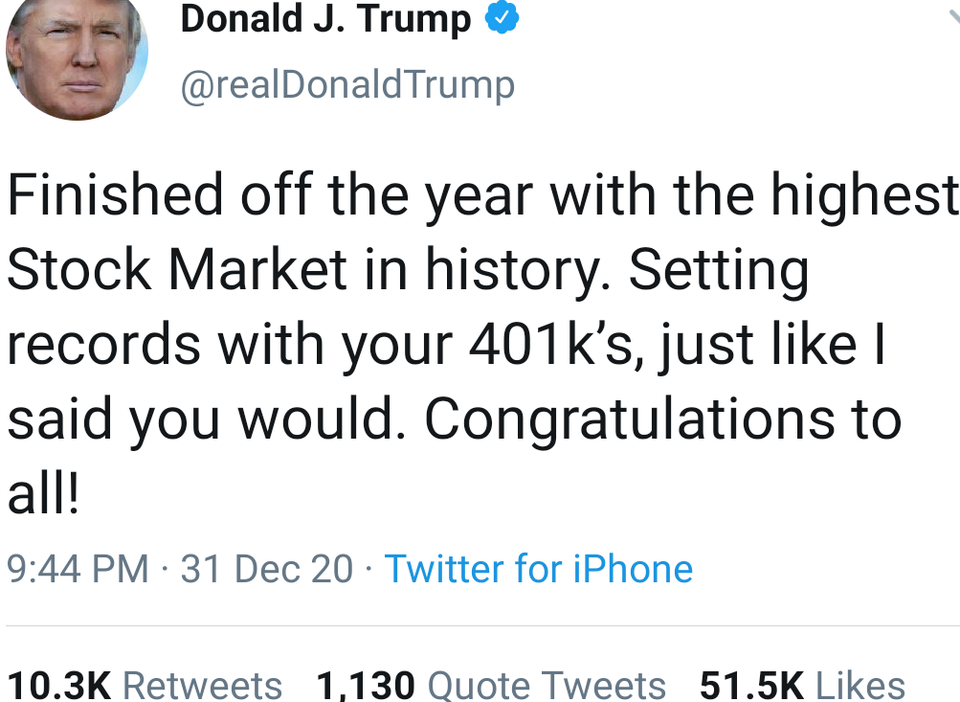 Donald J. Trump
@realDonaldTrump
Finished off the year with the highest
Stock Market in history. Setting
records with your 401k’s, just like I
said you would. Congratulations to
all!
9:44 PM · 31 Dec 20 · Twitter for iPhone
10.3K Retweets 1,130 Quote Tweets 51.5K Likes